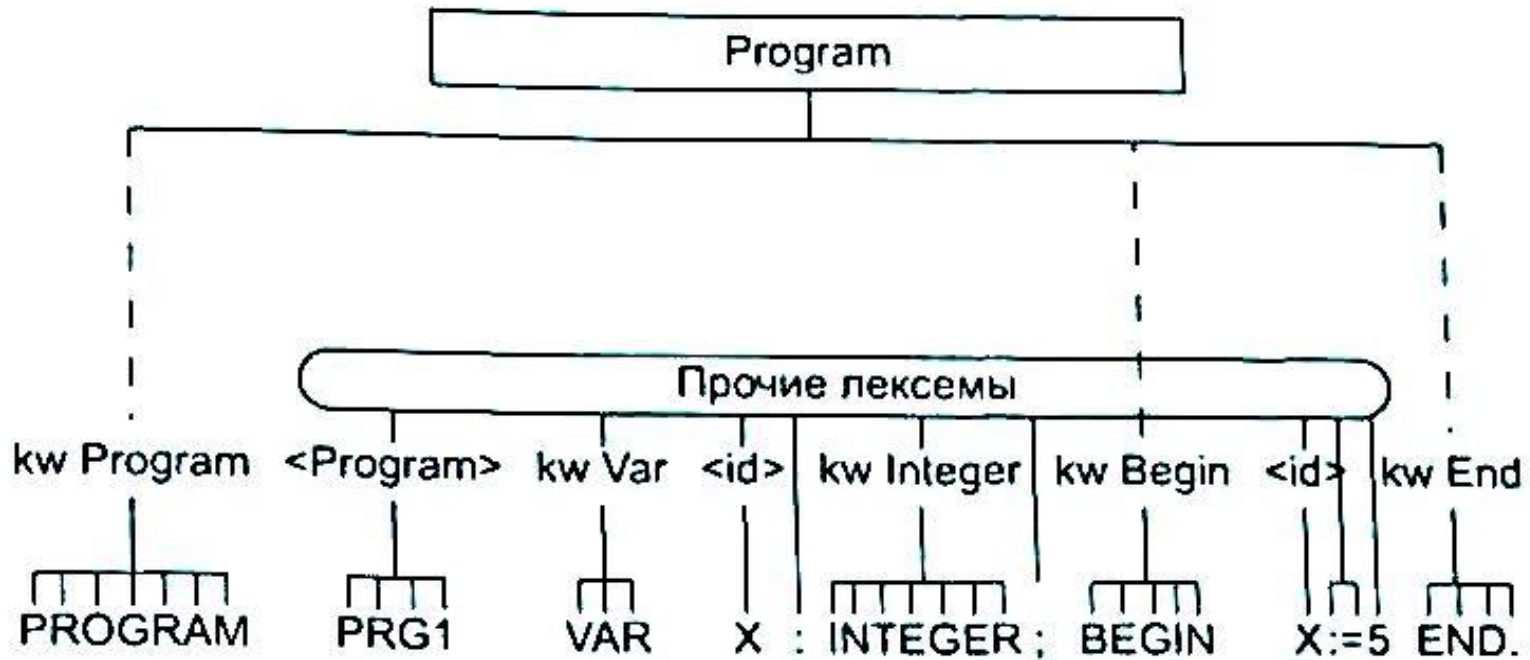 Program
Прочие лексемы
kw Program <Program> kw Var <id> kw Integer kw Begin <id> kw End
PROGRAM PRG1 VAR X : INTEGER ; BEGIN X:=5 END.